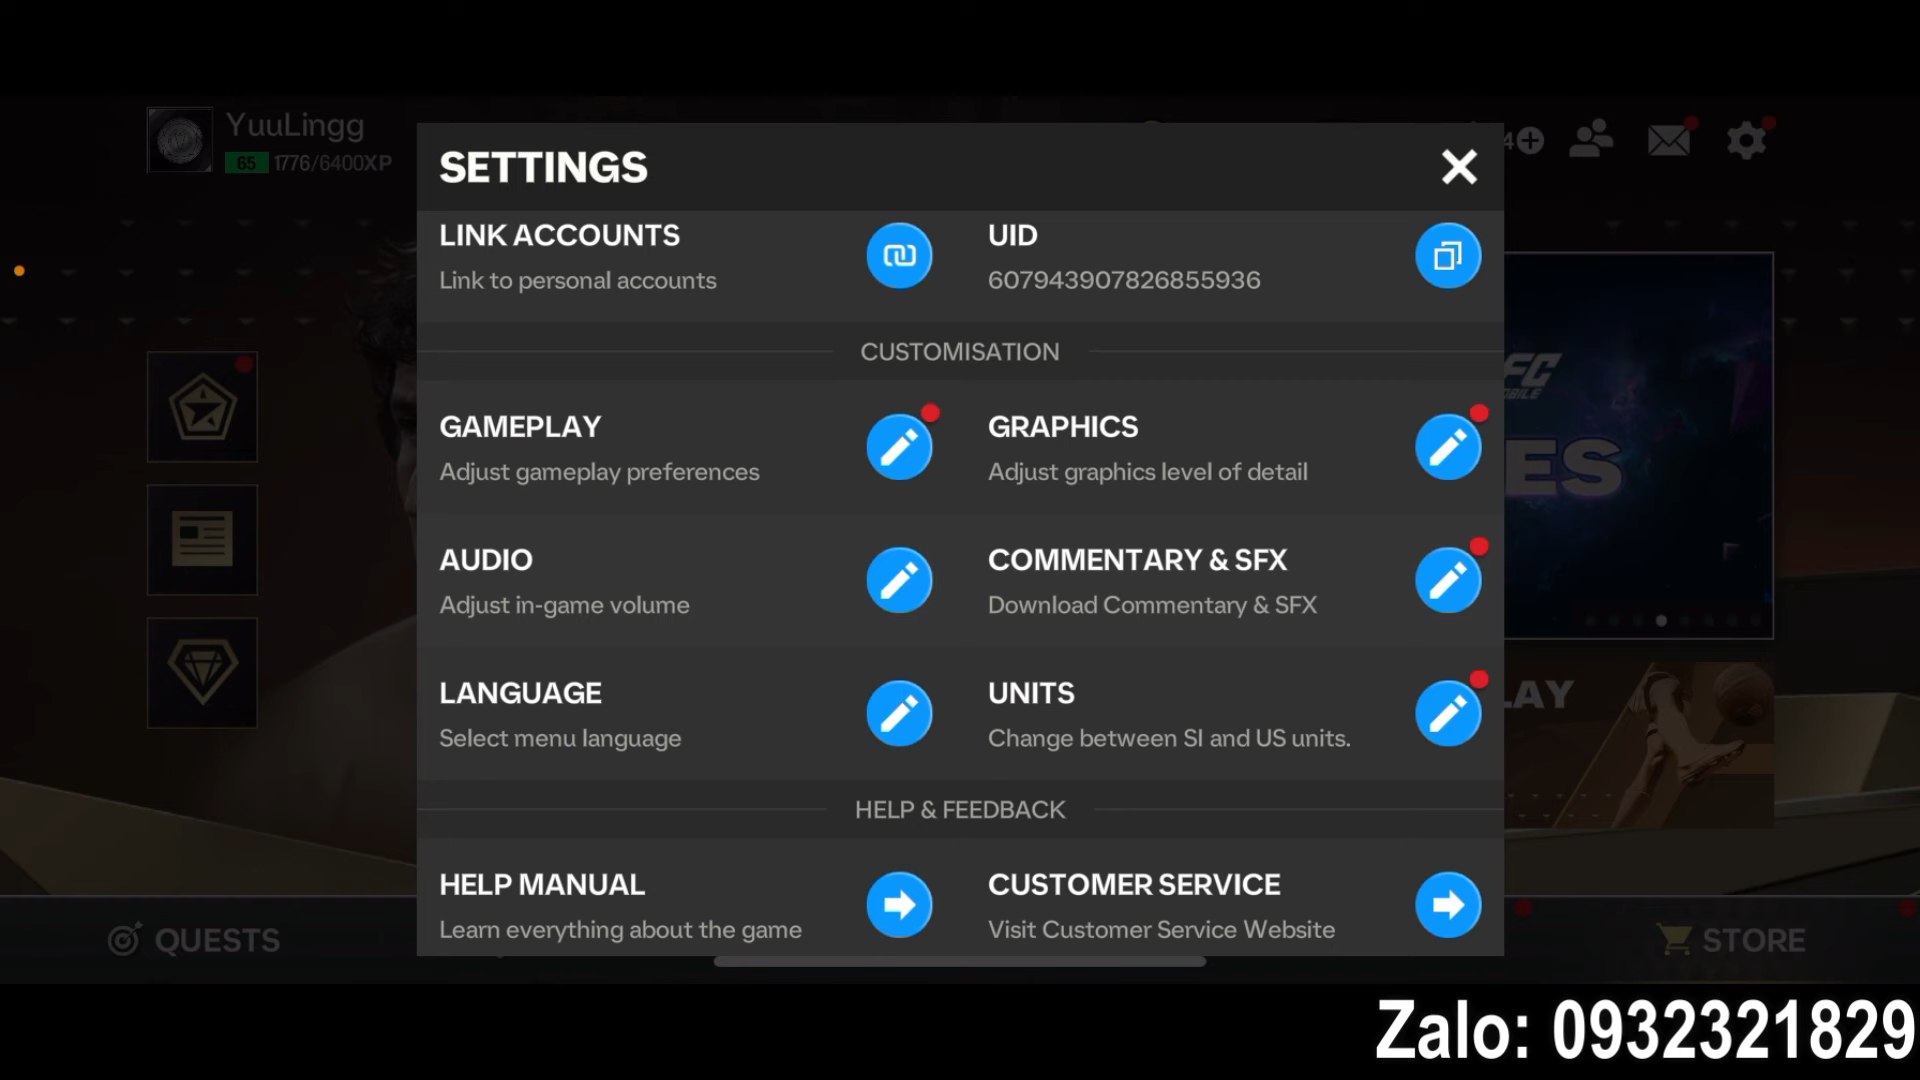 YuuLingg
65 1776/6400XP
SETTINGS
LINK ACCOUNTS
Link to personal accounts
UID
607943907826855936
CUSTOMISATION
GAMEPLAY
Adjust gameplay preferences
GRAPHICS
Adjust graphics level of detail
AUDIO
Adjust in-game volume
COMMENTARY & SFX
Download Commentary & SFX
LANGUAGE
Select menu language
UNITS
Change between SI and US units.
HELP & FEEDBACK
HELP MANUAL
Learn everything about the game
CUSTOMER SERVICE
Visit Customer Service Website
QUESTS
STORE
Zalo: 0932321829